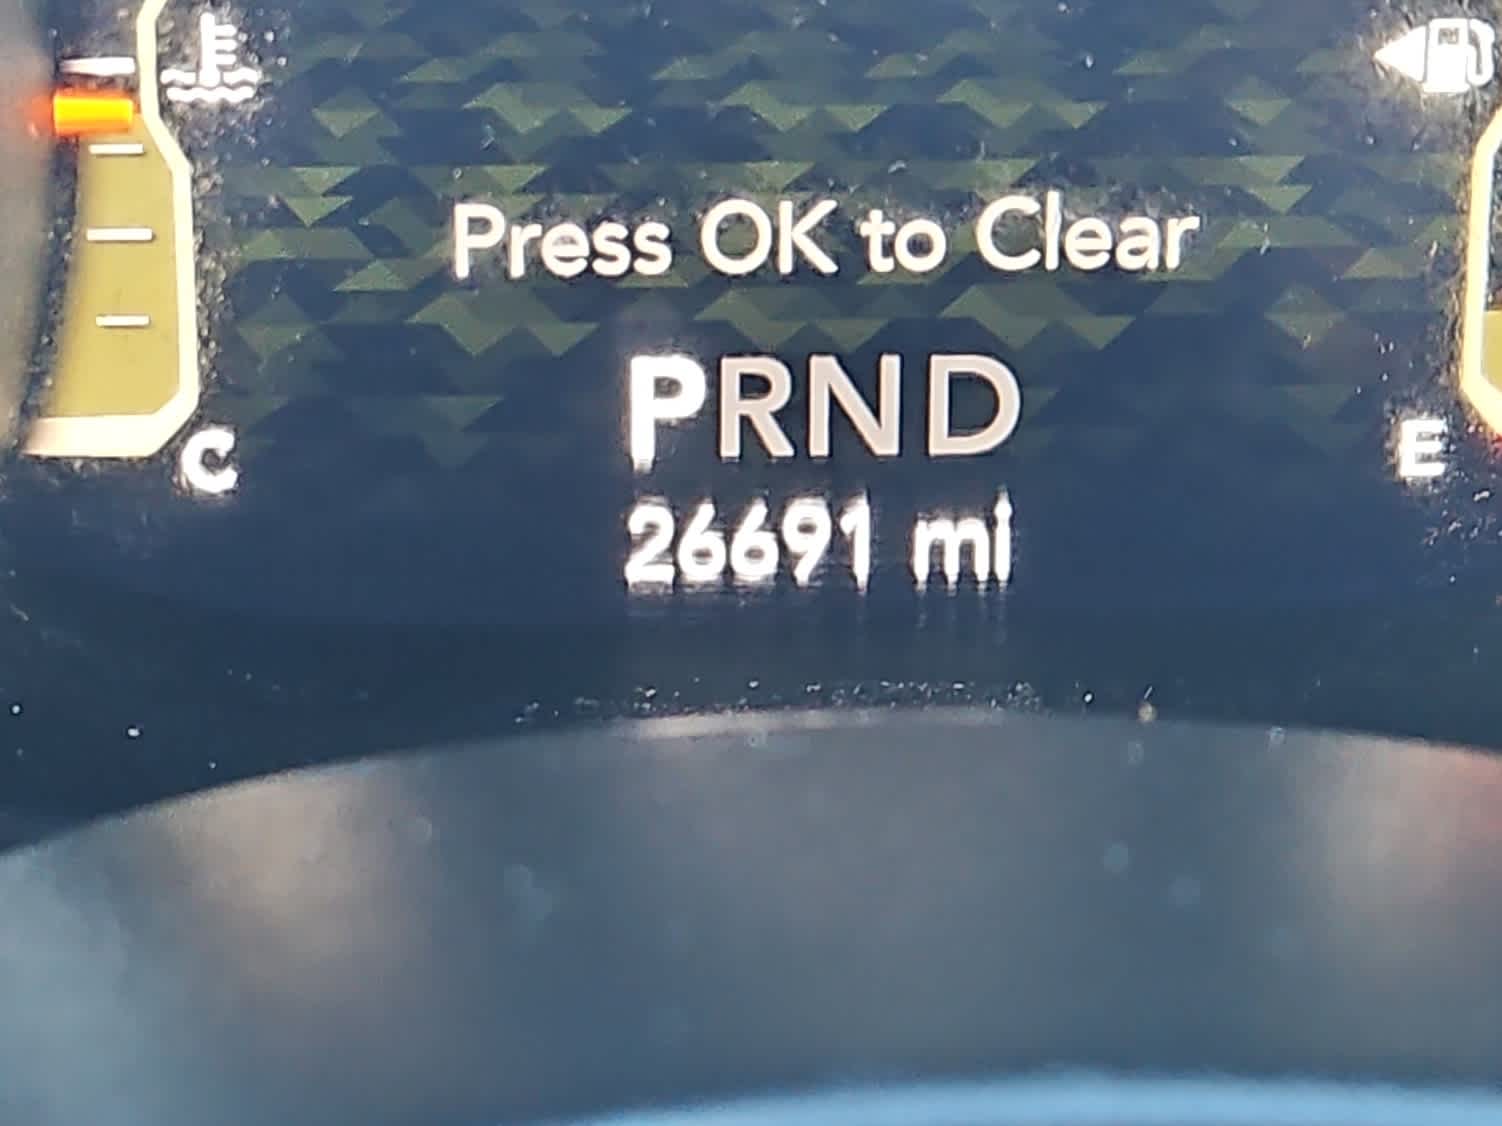 Press OK to Clear
PRND
C
E
26691 mi